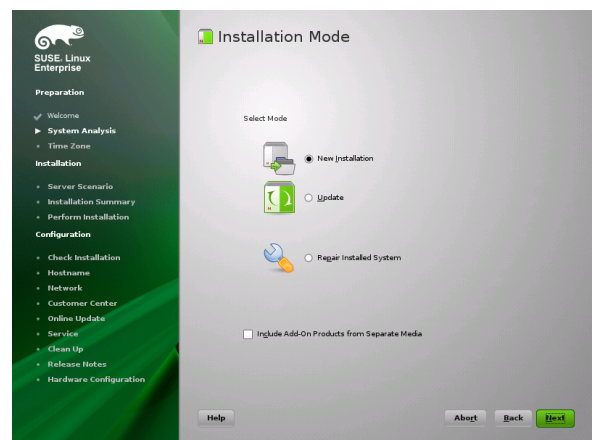 SUSE. Linux
Enterprise
Preparation
Welcome
System Analysis
Time Zone
Installation
Server Scenario
Installation Summary
Perform Installation
Configuration
Check Installation
Hostname
Network
Customer Center
Online Update
Service
Clean Up
Release Notes
Hardware Configuration
Installation Mode
Select Mode
New Installation
Update
Repair Installed System
Include Add-On Products from Separate Media
Help
Abort
Back
Next